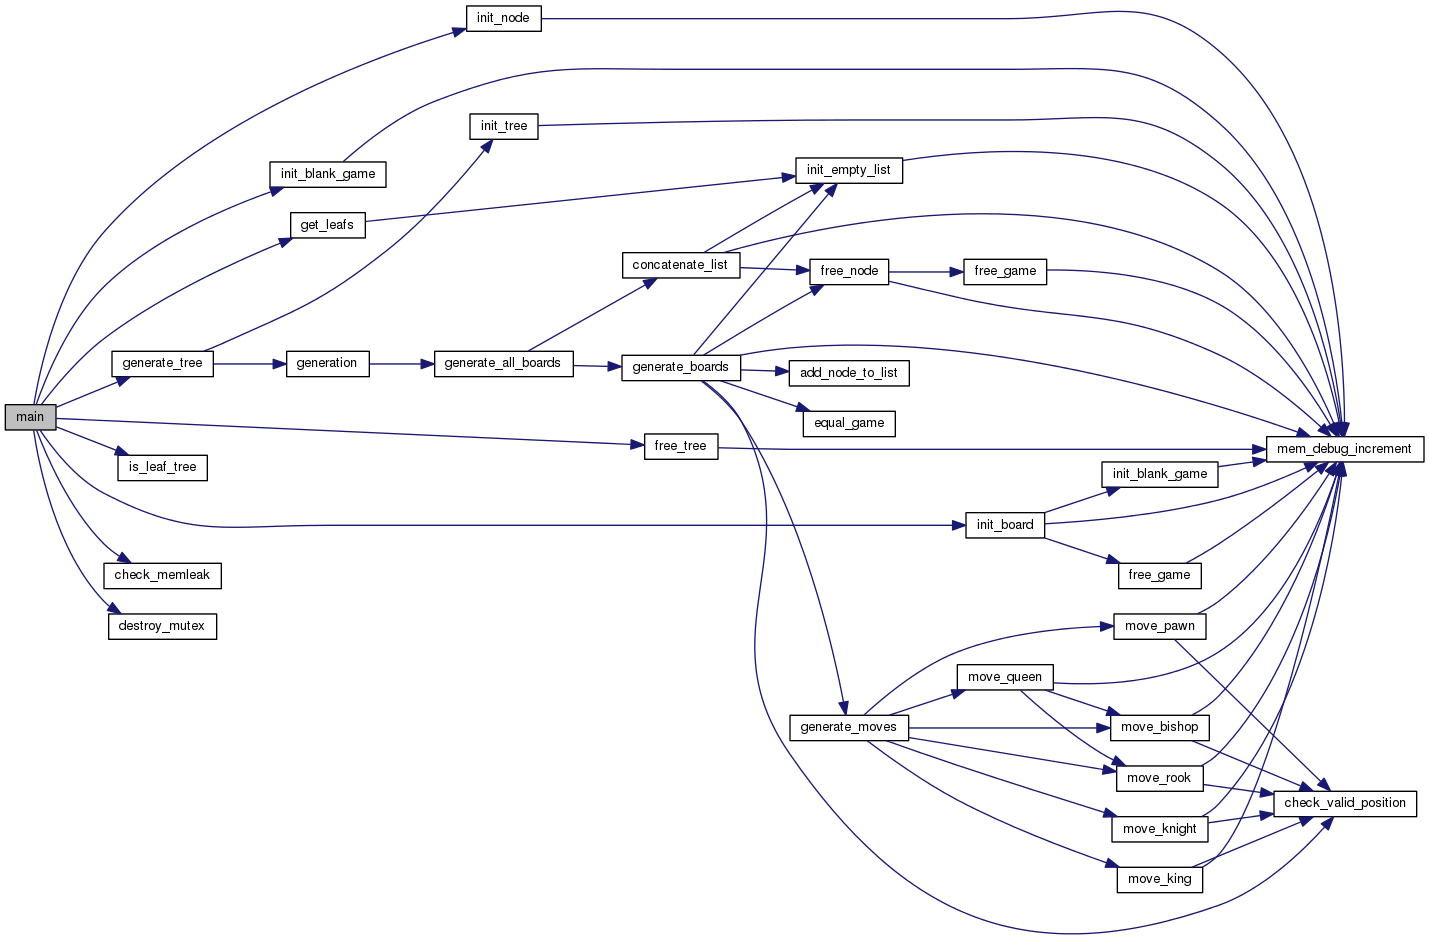 init_node
init_tree
init_blank_game
init_empty_list
get_leafs
concatenate_list
free_node
free_game
generate_tree
generation
generate_all_boards
generate_boards
add_node_to_list
main
equal_game
free_tree
mem_debug_increment
is_leaf_tree
init_blank_game
init_board
check_memleak
free_game
destroy_mutex
move_pawn
move_queen
generate_moves
move_bishop
move_rook
check_valid_position
move_knight
move_king